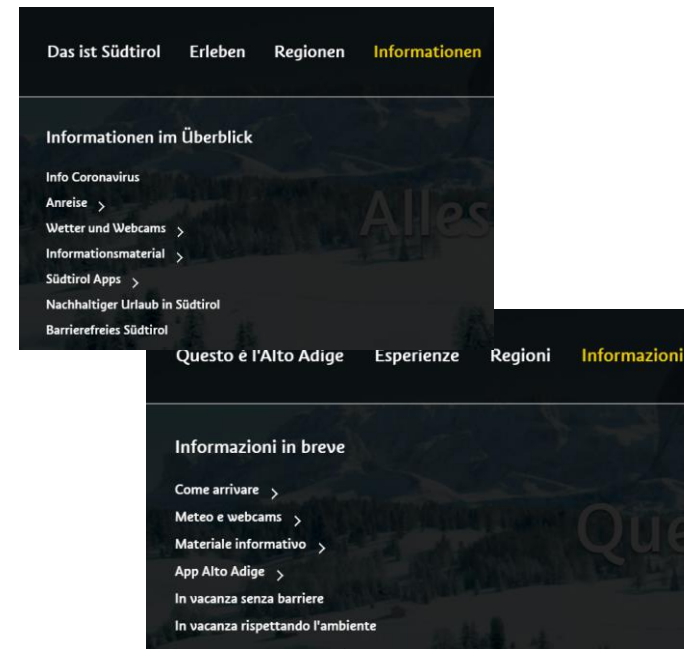 Das ist Südtirol Erleben Regionen Informationen
Informationen im Überblick
Info Coronavirus
Anreise >
Wetter und Webcams >
Informationsmaterial >
Südtirol Apps >
Nachhaltiger Urlaub in Südtirol
Barrierefreies Südtirol
Alles
Questo è l'Alto Adige Esperienze Regioni Informazioni
Informazioni in breve
Come arrivare >
Meteo e webcams >
Materiale informativo >
App Alto Adige >
In vacanza senza barriere
In vacanza rispettando l'ambiente
Que